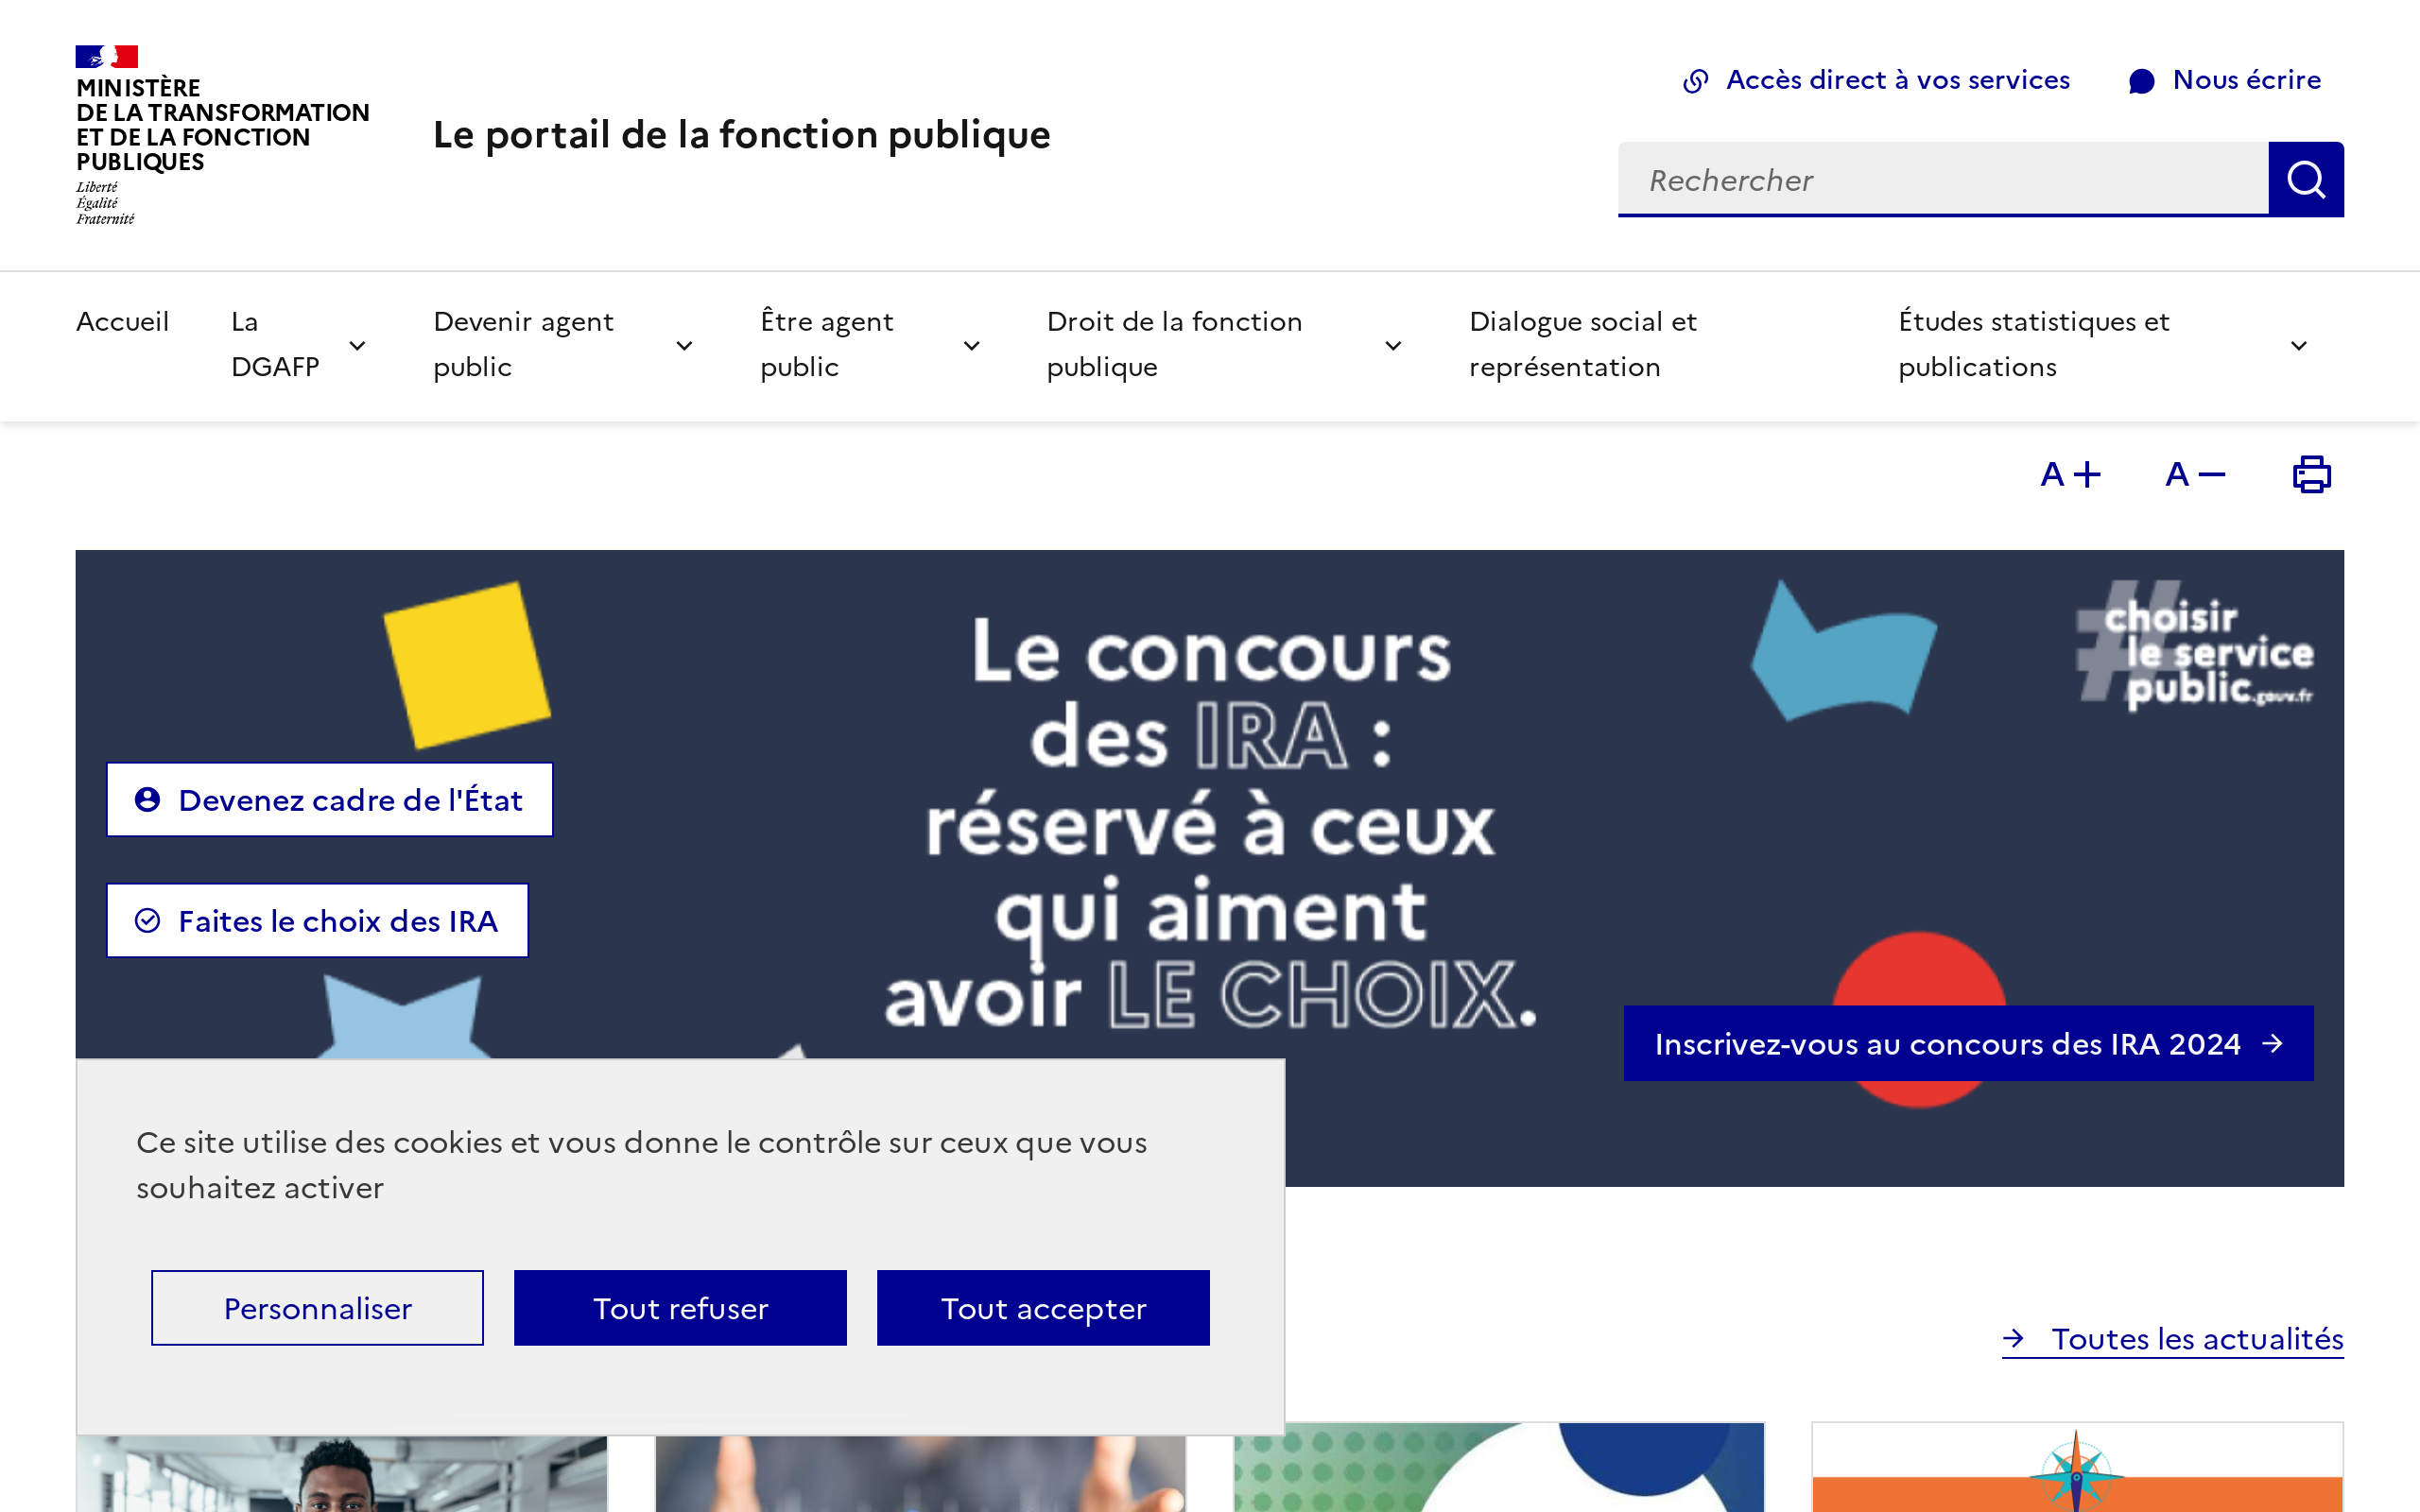 MINISTÈRE
DE LA TRANSFORMATION
ET DE LA FONCTION
PUBLIQUES
Liberté
Égalité
Fraternité
Le portail de la fonction publique
Accès direct à vos services
Nous écrire
Rechercher
Accueil
La
DGAFP
Devenir agent
public
Être agent
public
Droit de la fonction
publique
Dialogue social et
représentation
Études statistiques et
publications
A+
A−
Le concours
des IRA :
réservé à ceux
qui aiment
avoir LE CHOIX.
#choisir
le service
public.gouv.fr
Devenez cadre de l'État
Faites le choix des IRA
Inscrivez-vous au concours des IRA 2024
Ce site utilise des cookies et vous donne le contrôle sur ceux que vous
souhaitez activer
Personnaliser
Tout refuser
Tout accepter
Toutes les actualités